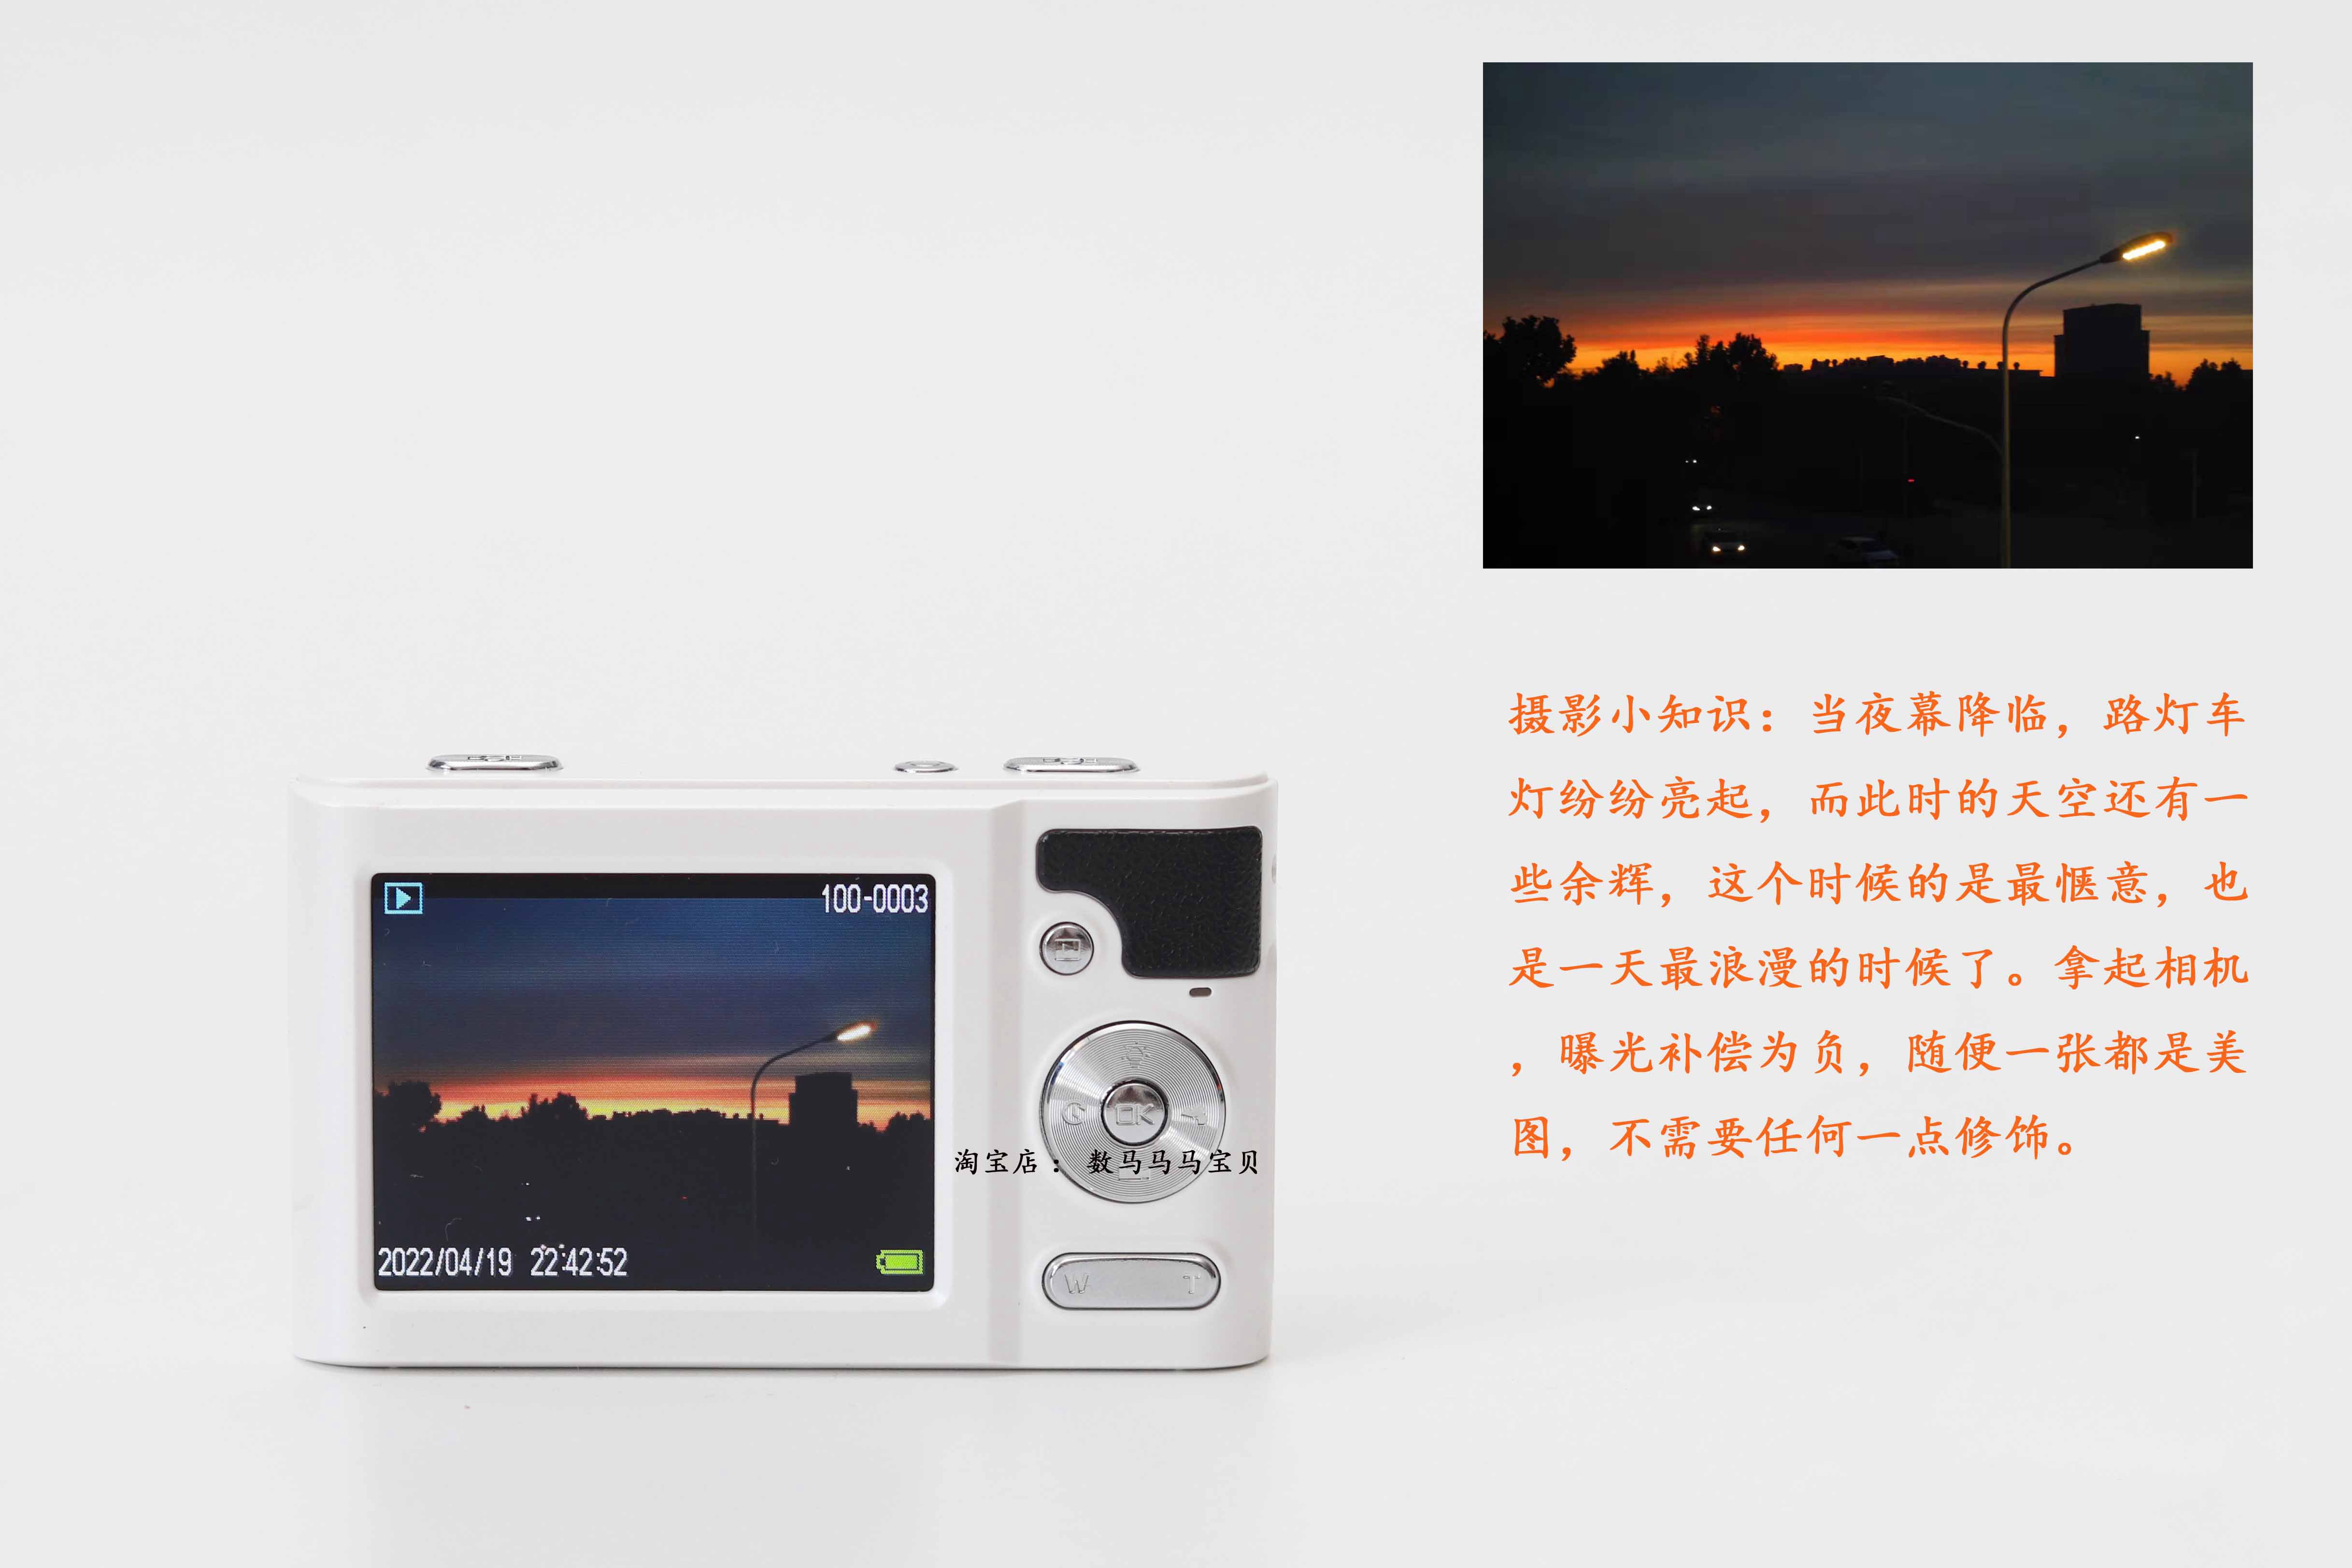 摄影小知识：当夜幕降临，路灯车
灯纷纷亮起，而此时的天空还有一
些余辉，这个时候的是最惬意，也
是一天最浪漫的时候了。拿起相机
，曝光补偿为负，随便一张都是美
图，不需要任何一点修饰。
100-0003
OK
淘宝店： 数马马马宝贝
2022/04/19 22:42:52
W T